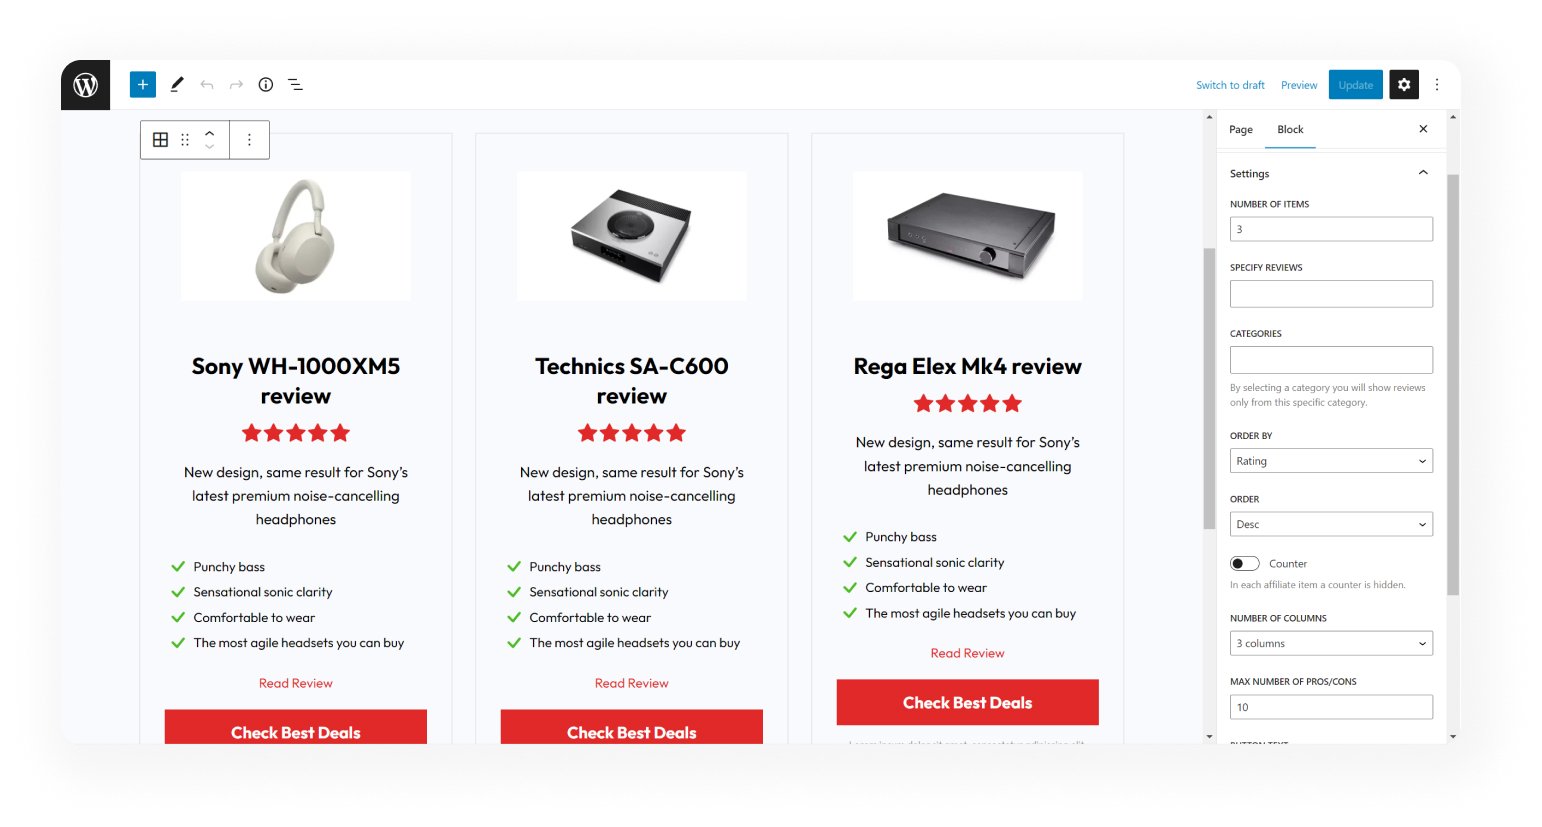 Switch to draft
Preview
Update
Sony WH-1000XM5
review
New design, same result for Sony's
latest premium noise-cancelling
headphones
Punchy bass
Sensational sonic clarity
Comfortable to wear
The most agile headsets you can buy
Read Review
Check Best Deals
Technics SA-C600
review
New design, same result for Sony's
latest premium noise-cancelling
headphones
Punchy bass
Sensational sonic clarity
Comfortable to wear
The most agile headsets you can buy
Read Review
Check Best Deals
Rega Elex Mk4 review
New design, same result for Sony's
latest premium noise-cancelling
headphones
Punchy bass
Sensational sonic clarity
Comfortable to wear
The most agile headsets you can buy
Read Review
Check Best Deals
Page
Block
Settings
NUMBER OF ITEMS
3
SPECIFY REVIEWS
CATEGORIES
By selecting a category you will show reviews
only from this specific category.
ORDER BY
Rating
ORDER
Desc
Counter
In each affiliate item a counter is hidden.
NUMBER OF COLUMNS
3 columns
MAX NUMBER OF PROS/CONS
10
BUTTON TEXT